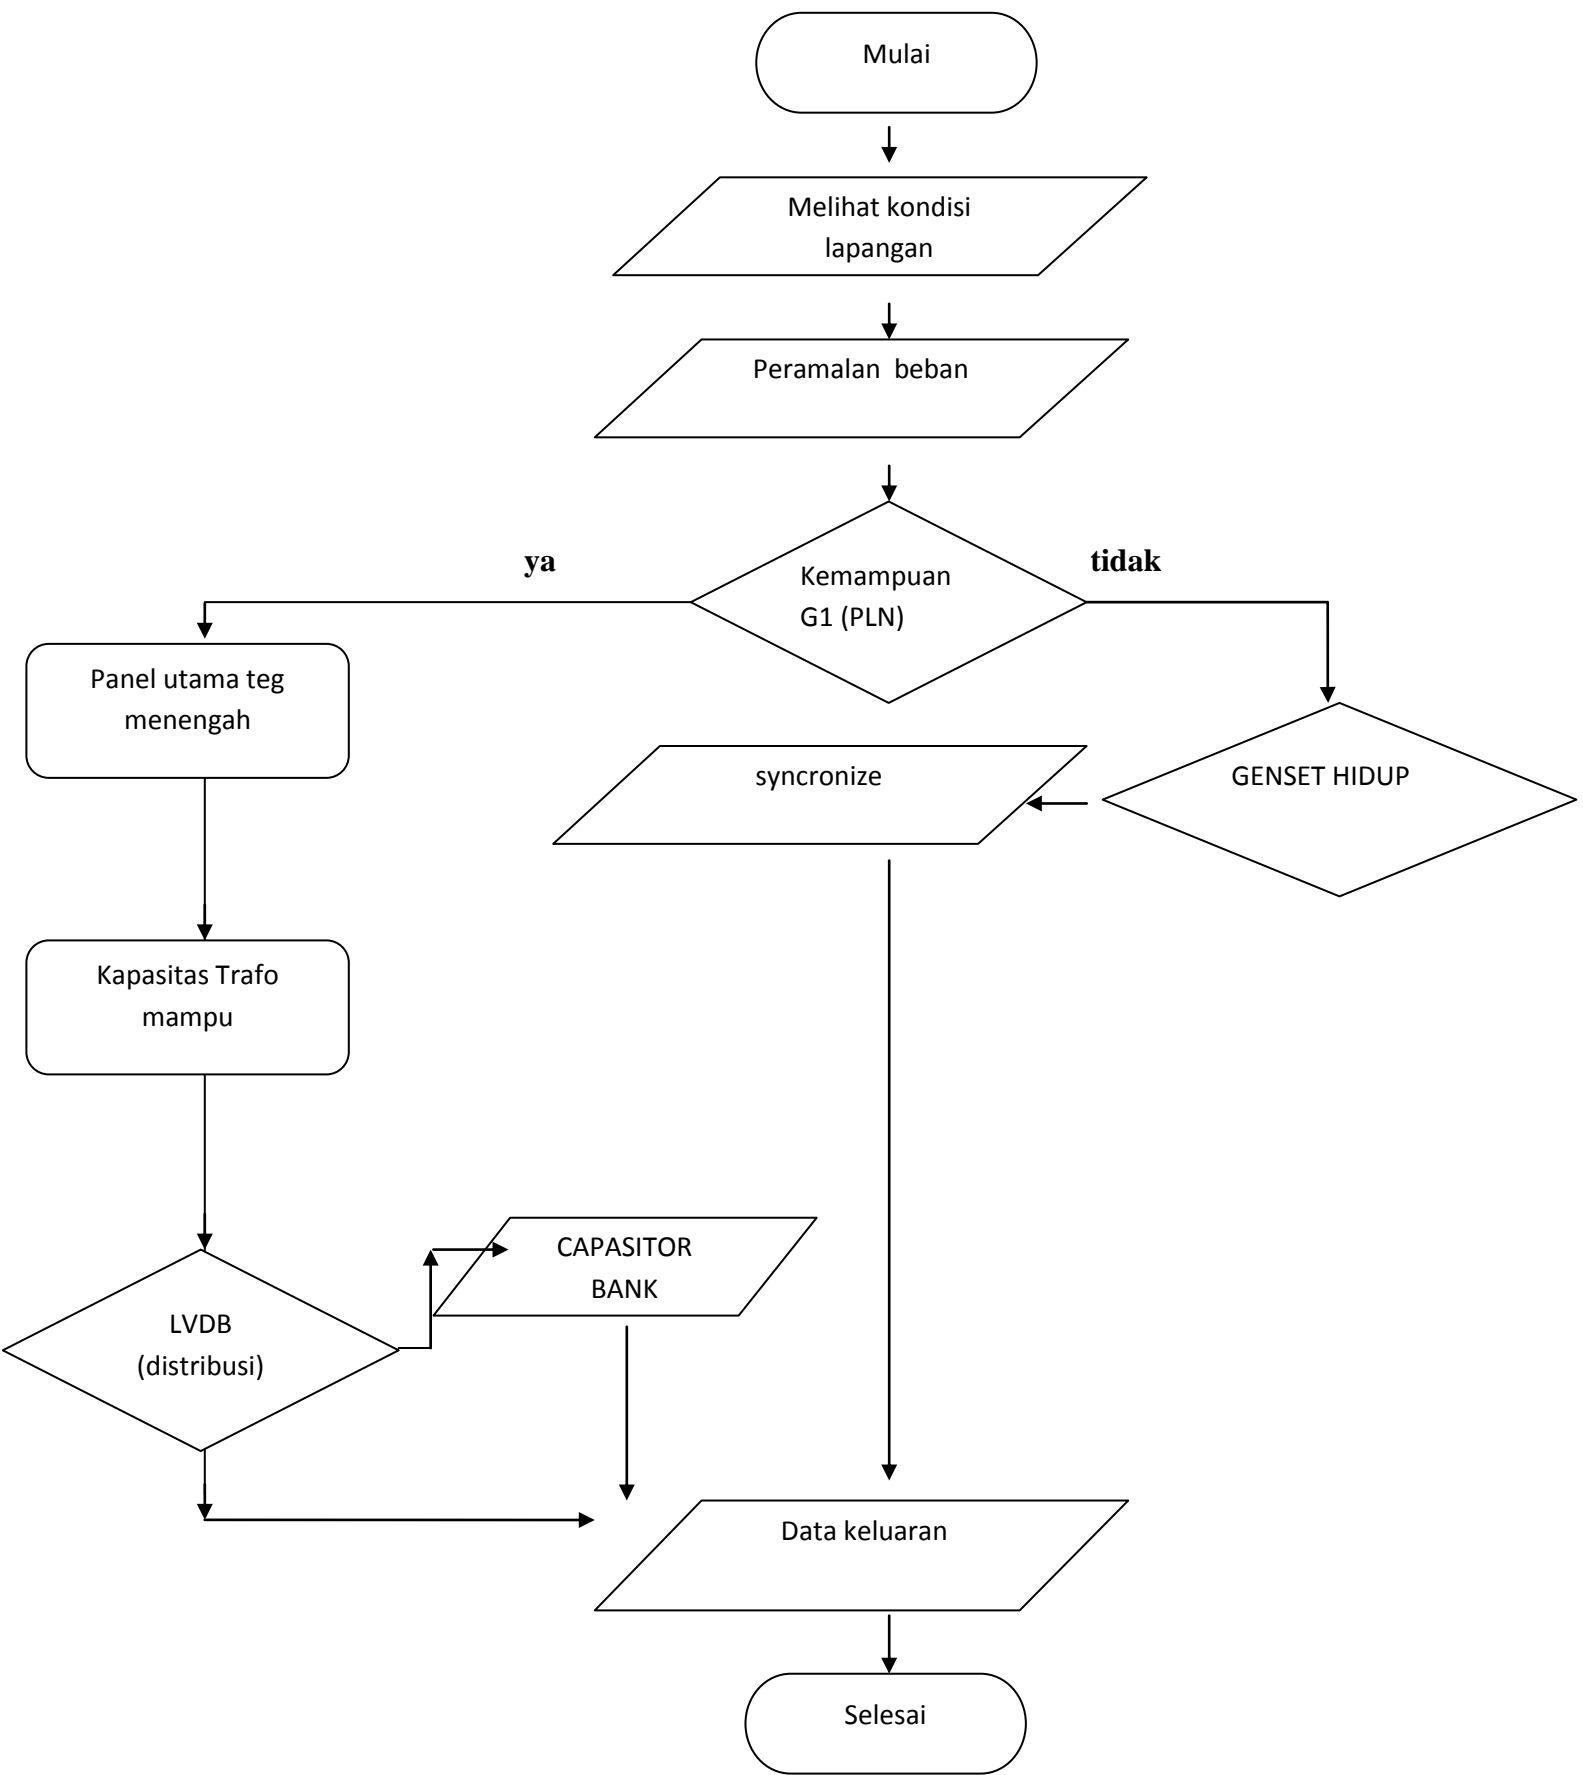 Mulai
Melihat kondisi
lapangan
Peramalan  beban
ya
tidak
Kemampuan
G1 (PLN)
Panel utama teg
menengah
syncronize
GENSET HIDUP
Kapasitas Trafo
mampu
CAPASITOR
BANK
LVDB
(distribusi)
Data keluaran
Selesai